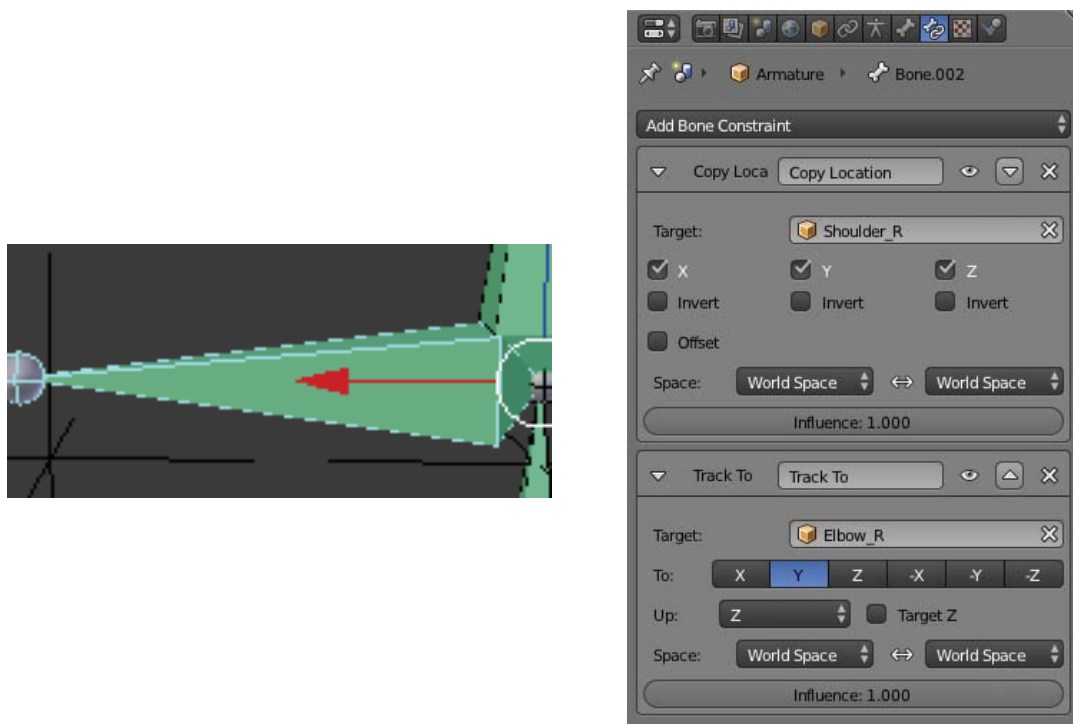 Armature Bone.002
Add Bone Constraint
Copy Loca Copy Location
Target: Shoulder_R
X Y Z
Invert Invert Invert
Offset
Space: World Space World Space
Influence: 1.000
Track To Track To
Target: Elbow_R
To: X Y Z -X -Y -Z
Up: Z Target Z
Space: World Space World Space
Influence: 1.000